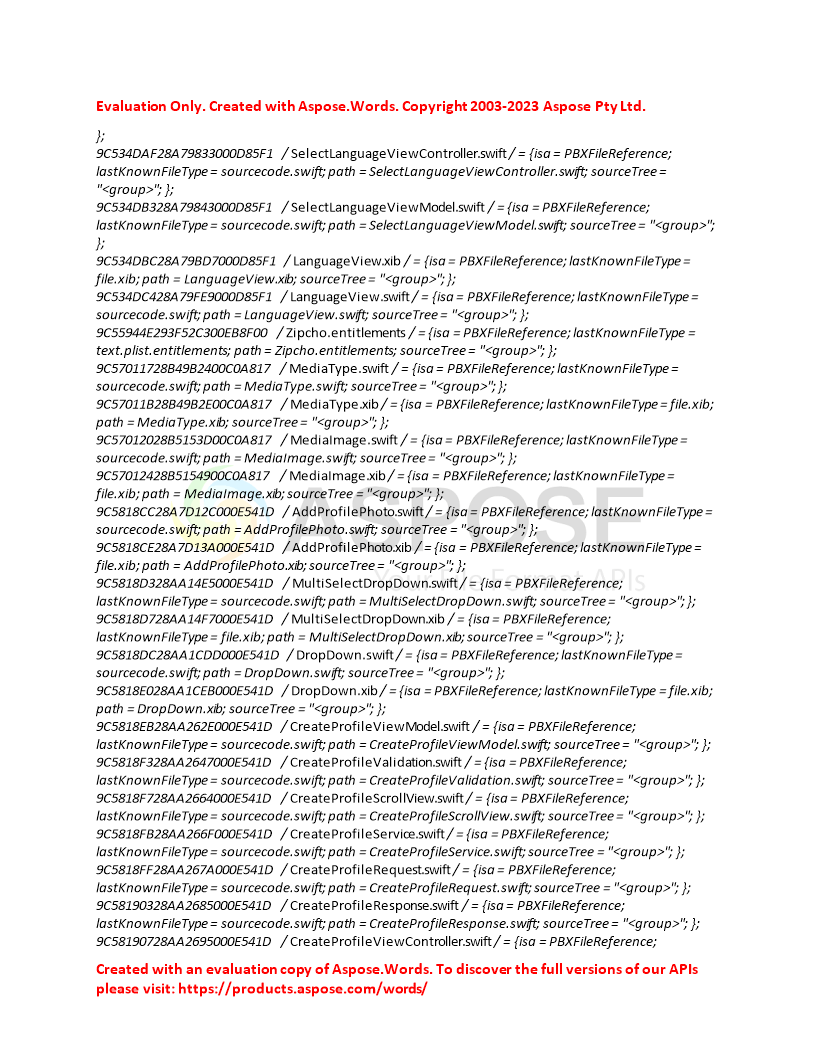 Evaluation Only. Created with Aspose.Words. Copyright 2003-2023 Aspose Pty Ltd.
};
9C534DAF28A79833000D85F1 / SelectLanguageViewController.swift / = {isa = PBXFileReference;
lastKnownFileType = sourcecode.swift; path = SelectLanguageViewController.swift; sourceTree =
"<group>"; };
9C534DB328A79843000D85F1 / SelectLanguageViewModel.swift / = {isa = PBXFileReference;
lastKnownFileType = sourcecode.swift; path = SelectLanguageViewModel.swift; sourceTree = "<group>";
};
9C534DBC28A79BD7000D85F1 / LanguageView.xib / = {isa = PBXFileReference; lastKnownFileType =
file.xib; path = LanguageView.xib; sourceTree = "<group>"; };
9C534DC428A79FE9000D85F1 / LanguageView.swift / = {isa = PBXFileReference; lastKnownFileType =
sourcecode.swift; path = LanguageView.swift; sourceTree = "<group>"; };
9C55944E293F52C300EB8F00 / Zipcho.entitlements / = {isa = PBXFileReference; lastKnownFileType =
text.plist.entitlements; path = Zipcho.entitlements; sourceTree = "<group>"; };
9C57011728B49B2400C0A817 / MediaType.swift / = {isa = PBXFileReference; lastKnownFileType =
sourcecode.swift; path = MediaType.swift; sourceTree = "<group>"; };
9C57011B28B49B2E00C0A817 / MediaType.xib / = {isa = PBXFileReference; lastKnownFileType = file.xib;
path = MediaType.xib; sourceTree = "<group>"; };
9C57012028B5153D00C0A817 / MediaImage.swift / = {isa = PBXFileReference; lastKnownFileType =
sourcecode.swift; path = MediaImage.swift; sourceTree = "<group>"; };
9C57012428B5154900C0A817 / MediaImage.xib / = {isa = PBXFileReference; lastKnownFileType =
file.xib; path = MediaImage.xib; sourceTree = "<group>"; };
9C5818CC28A7D12C000E541D / AddProfilePhoto.swift / = {isa = PBXFileReference; lastKnownFileType =
sourcecode.swift; path = AddProfilePhoto.swift; sourceTree = "<group>"; };
9C5818CE28A7D13A000E541D / AddProfilePhoto.xib / = {isa = PBXFileReference; lastKnownFileType =
file.xib; path = AddProfilePhoto.xib; sourceTree = "<group>"; };
9C5818D328AA14E5000E541D / MultiSelectDropDown.swift / = {isa = PBXFileReference;
lastKnownFileType = sourcecode.swift; path = MultiSelectDropDown.swift; sourceTree = "<group>"; };
9C5818D728AA14F7000E541D / MultiSelectDropDown.xib / = {isa = PBXFileReference;
lastKnownFileType = file.xib; path = MultiSelectDropDown.xib; sourceTree = "<group>"; };
9C5818DC28AA1CDD000E541D / DropDown.swift / = {isa = PBXFileReference; lastKnownFileType =
sourcecode.swift; path = DropDown.swift; sourceTree = "<group>"; };
9C5818E028AA1CEB000E541D / DropDown.xib / = {isa = PBXFileReference; lastKnownFileType = file.xib;
path = DropDown.xib; sourceTree = "<group>"; };
9C5818EB28AA262E000E541D / CreateProfileViewModel.swift / = {isa = PBXFileReference;
lastKnownFileType = sourcecode.swift; path = CreateProfileViewModel.swift; sourceTree = "<group>"; };
9C5818F328AA2647000E541D / CreateProfileValidation.swift / = {isa = PBXFileReference;
lastKnownFileType = sourcecode.swift; path = CreateProfileValidation.swift; sourceTree = "<group>"; };
9C5818F728AA2664000E541D / CreateProfileScrollView.swift / = {isa = PBXFileReference;
lastKnownFileType = sourcecode.swift; path = CreateProfileScrollView.swift; sourceTree = "<group>"; };
9C5818FB28AA266F000E541D / CreateProfileService.swift / = {isa = PBXFileReference;
lastKnownFileType = sourcecode.swift; path = CreateProfileService.swift; sourceTree = "<group>"; };
9C5818FF28AA267A000E541D / CreateProfileRequest.swift / = {isa = PBXFileReference;
lastKnownFileType = sourcecode.swift; path = CreateProfileRequest.swift; sourceTree = "<group>"; };
9C58190328AA2685000E541D / CreateProfileResponse.swift / = {isa = PBXFileReference;
lastKnownFileType = sourcecode.swift; path = CreateProfileResponse.swift; sourceTree = "<group>"; };
9C58190728AA2695000E541D / CreateProfileViewController.swift / = {isa = PBXFileReference;
Created with an evaluation copy of Aspose.Words. To discover the full versions of our APIs
please visit: https://products.aspose.com/words/
ASPOSE
Your File Format APIs